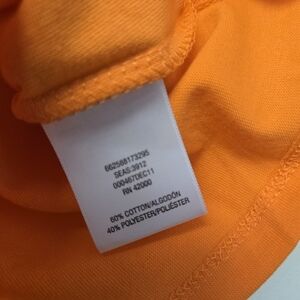 662588173295
SEAS:3912
000467DEC11
RN 42000
60% COTTON/ALGODÓN
40% POLYESTER/POLIÉSTER